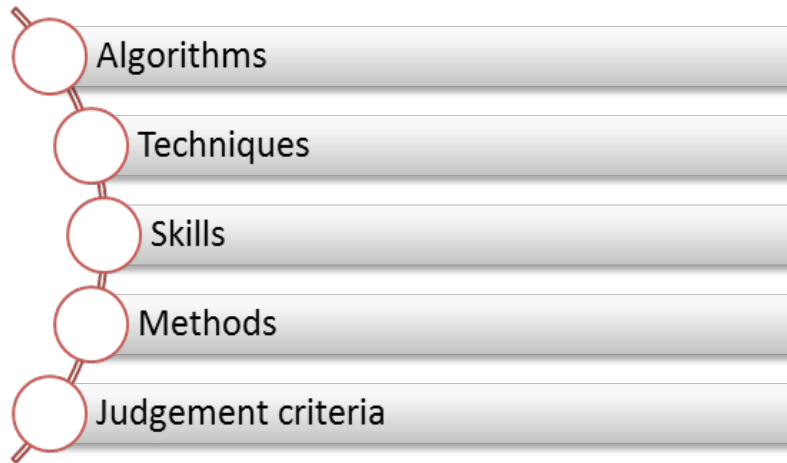 Algorithms
Techniques
Skills
Methods
Judgement criteria